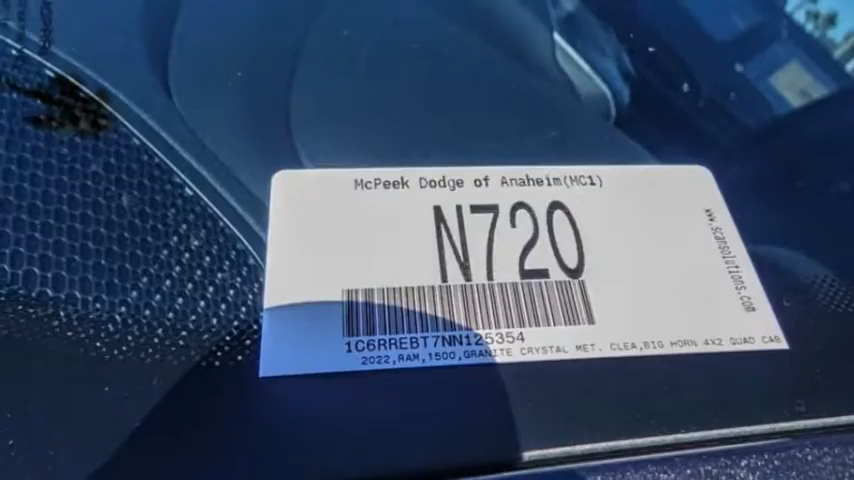 McPeek Dodge of Anaheim(MC1)
N720
www.scansolutions.com
1C6RREBT7NN125354
2022,RAM,1500,GRANITE CRYSTAL MET. CLEA,BIG HORN 4X2 QUAD CAB